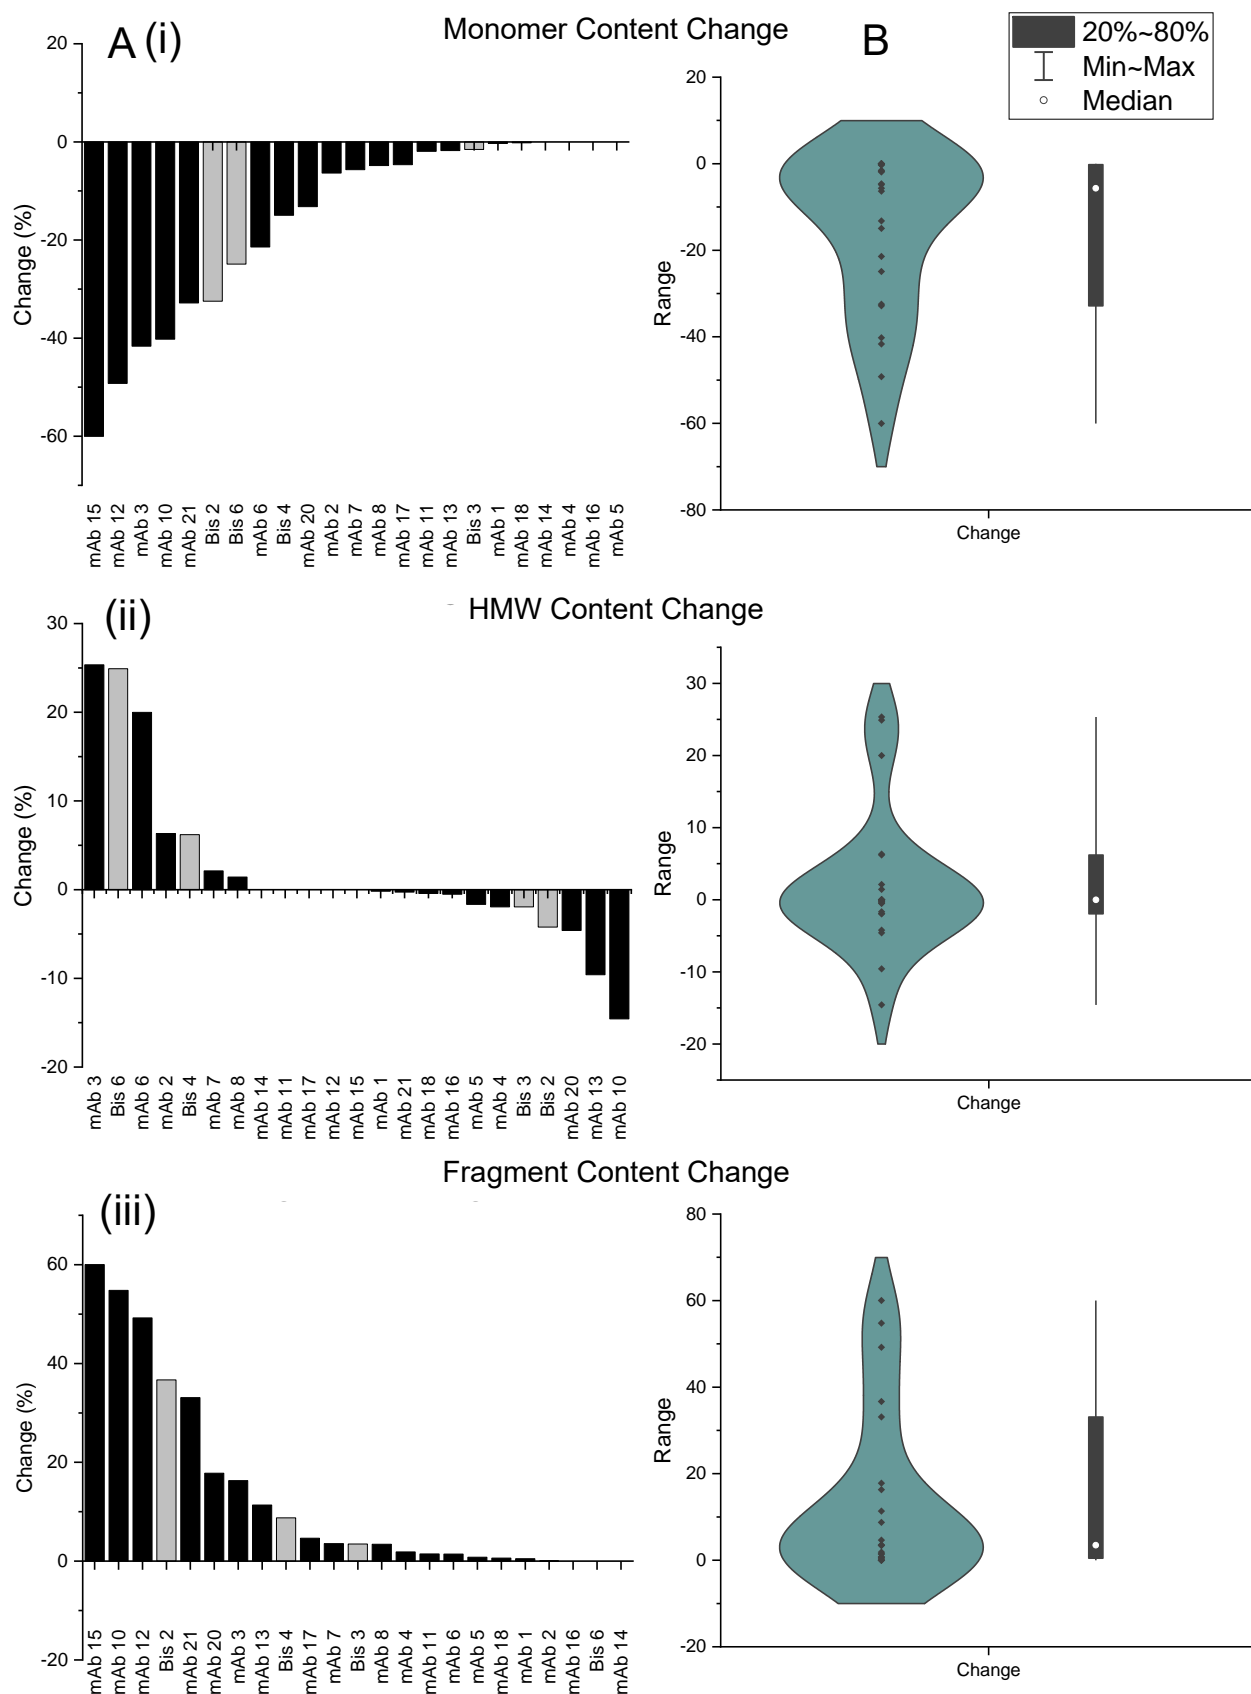 A (i)
Monomer Content Change
B
20%~80%
Min~Max
Median
20
0
-20
-40
-60
Change (%)
mAb 15
mAb 12
mAb 3
mAb 10
mAb 21
Bis 2
Bis 6
mAb 6
Bis 4
mAb 20
mAb 2
mAb 7
mAb 8
mAb 17
mAb 11
mAb 13
Bis 3
mAb 1
mAb 18
mAb 14
mAb 4
mAb 16
mAb 5
20
0
-20
-40
-60
-80
Range
Change
(ii)
HMW Content Change
30
20
10
0
-10
-20
Change (%)
mAb 3
Bis 6
mAb 6
mAb 2
Bis 4
mAb 7
mAb 8
mAb 14
mAb 11
mAb 17
mAb 12
mAb 15
mAb 1
mAb 21
mAb 18
mAb 16
mAb 5
mAb 4
Bis 3
Bis 2
mAb 20
mAb 13
mAb 10
30
20
10
0
-10
-20
Range
Change
(iii)
Fragment Content Change
60
40
20
0
-20
Change (%)
mAb 15
mAb 10
mAb 12
Bis 2
mAb 21
mAb 20
mAb 3
mAb 13
Bis 4
mAb 17
mAb 7
Bis 3
mAb 8
mAb 4
mAb 11
mAb 6
mAb 5
mAb 18
mAb 1
mAb 2
mAb 16
Bis 6
mAb 14
80
60
40
20
0
-20
Range
Change